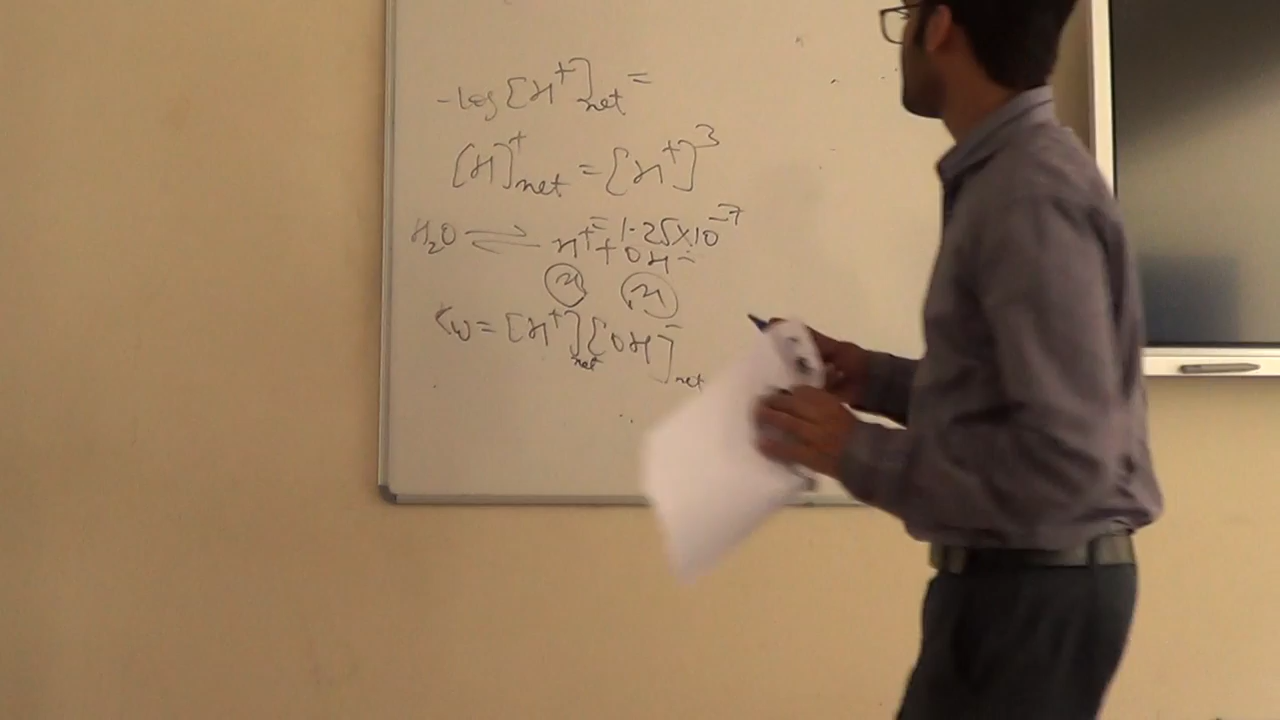 -log[H⁺]net =
[H]⁺net = [H⁺]³
= 1.25×10⁻⁷
H₂O ⇌ H⁺ + OH⁻
x x
Kw = [H⁺]net [OH⁻]net